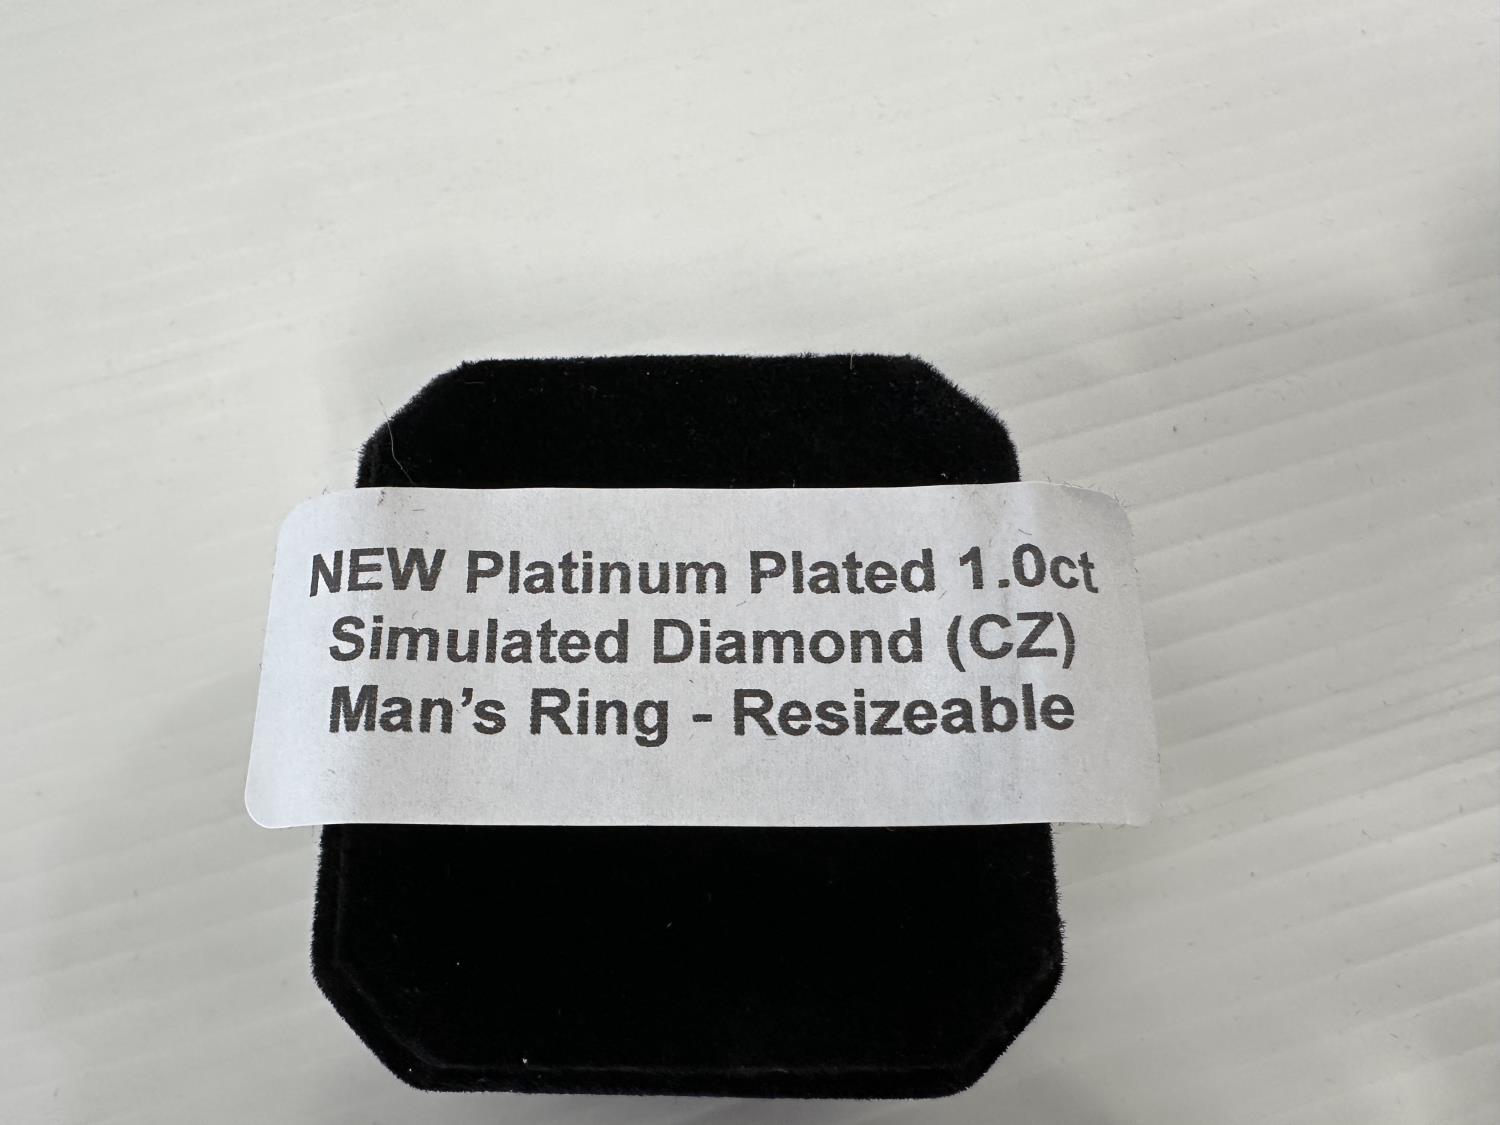 NEW Platinum Plated 1.0ct
Simulated Diamond (CZ)
Man's Ring - Resizeable